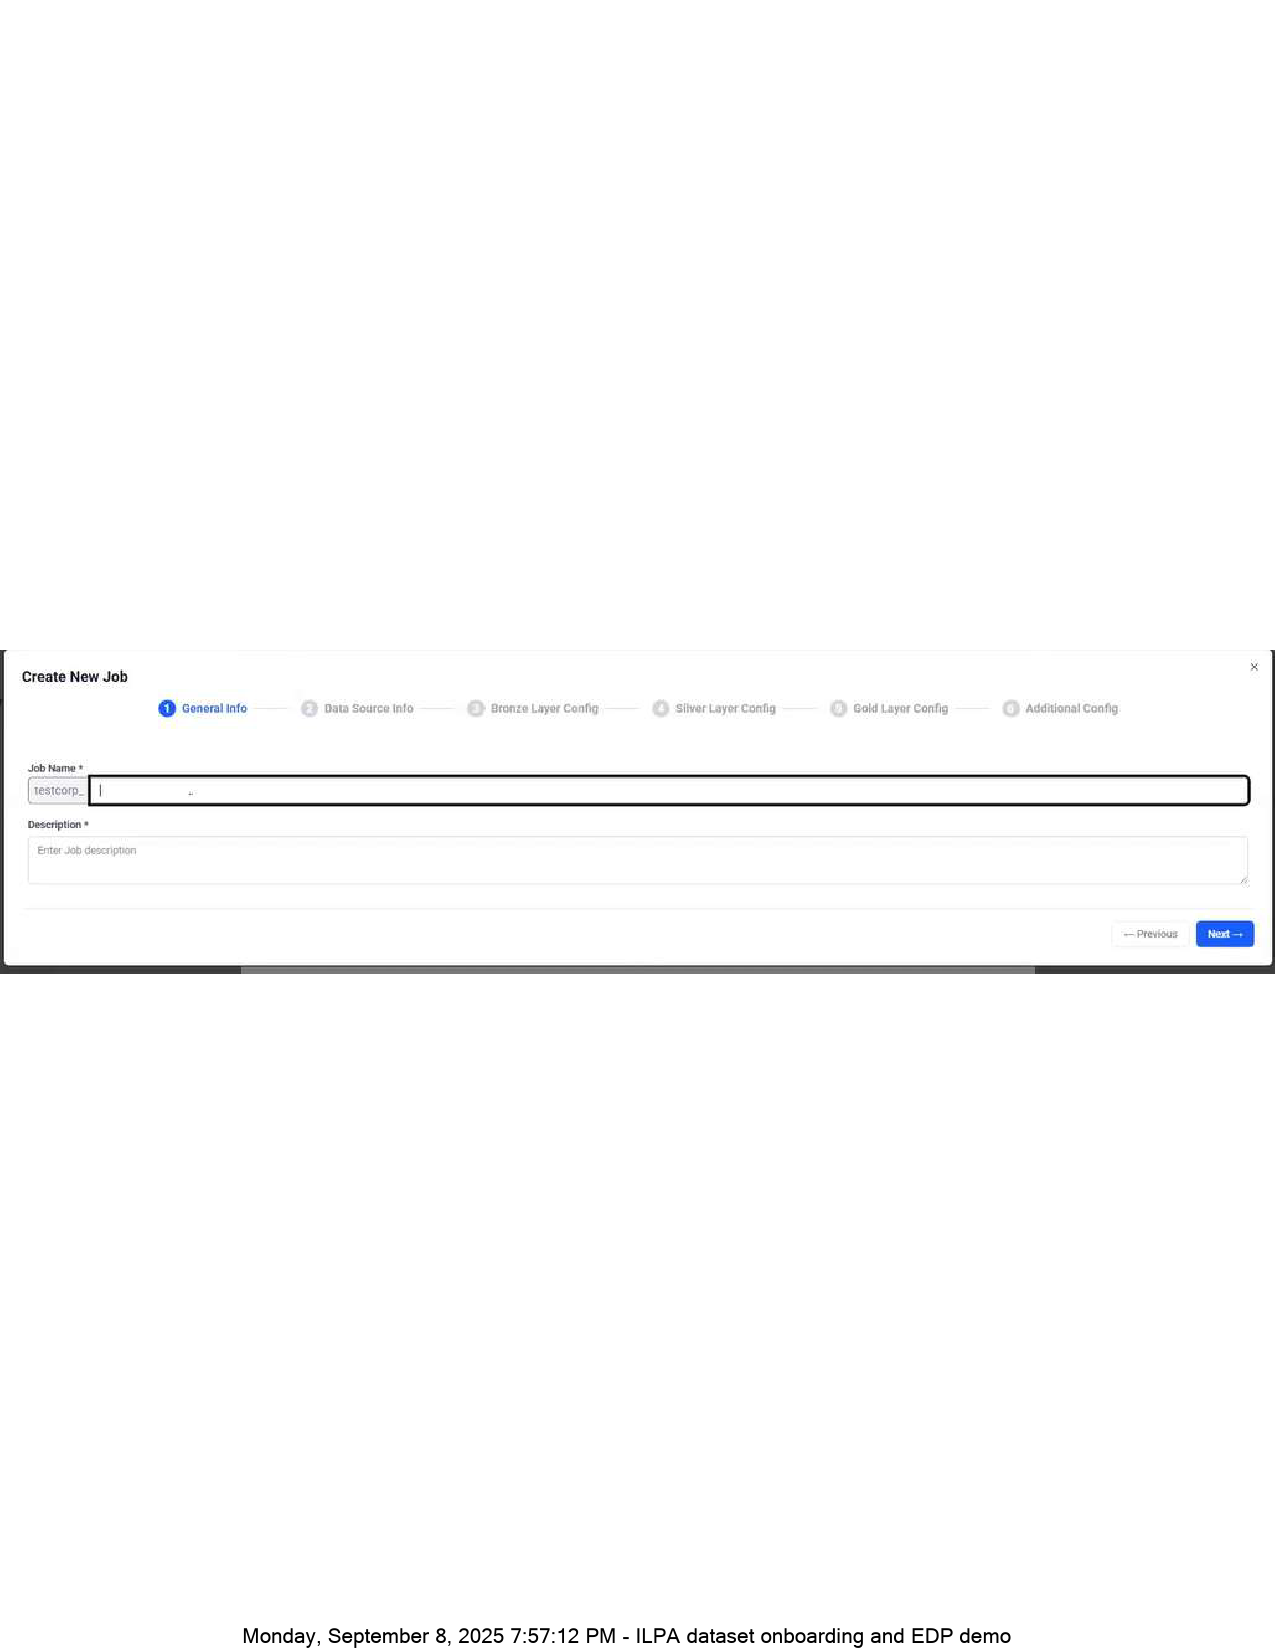 Create New Job
×
1 General Info 2 Data Source Info 3 Bronze Layer Config 4 Silver Layer Config 5 Gold Layer Config 6 Additional Config
Job Name *
testcorp_
Description *
Enter Job description
← Previous Next →
Monday, September 8, 2025 7:57:12 PM - ILPA dataset onboarding and EDP demo